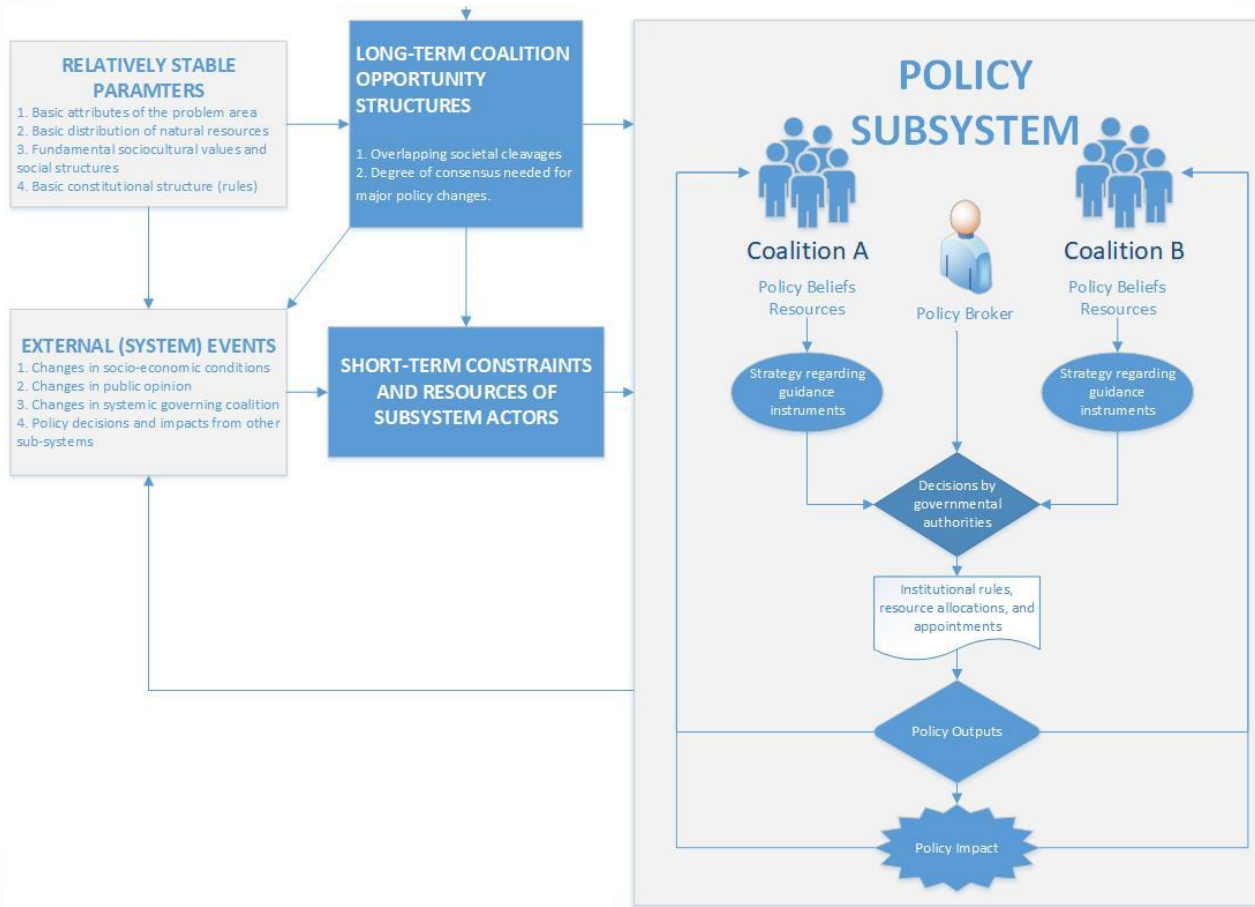 RELATIVELY STABLE
PARAMTERS
1. Basic attributes of the problem area
2. Basic distribution of natural resources
3. Fundamental sociocultural values and
social structures
4. Basic constitutional structure (rules)
LONG-TERM COALITION
OPPORTUNITY
STRUCTURES
1. Overlapping societal cleavages
2. Degree of consensus needed for
major policy changes.
EXTERNAL (SYSTEM) EVENTS
1. Changes in socio-economic conditions
2. Changes in public opinion
3. Changes in systemic governing coalition
4. Policy decisions and impacts from other
sub-systems
SHORT-TERM CONSTRAINTS
AND RESOURCES OF
SUBSYSTEM ACTORS
POLICY
SUBSYSTEM
Coalition A
Policy Beliefs
Resources
Policy Broker
Coalition B
Policy Beliefs
Resources
Strategy regarding
guidance
instruments
Strategy regarding
guidance
instruments
Decisions by
governmental
authorities
Institutional rules,
resource allocations, and
appointments
Policy Outputs
Policy Impact